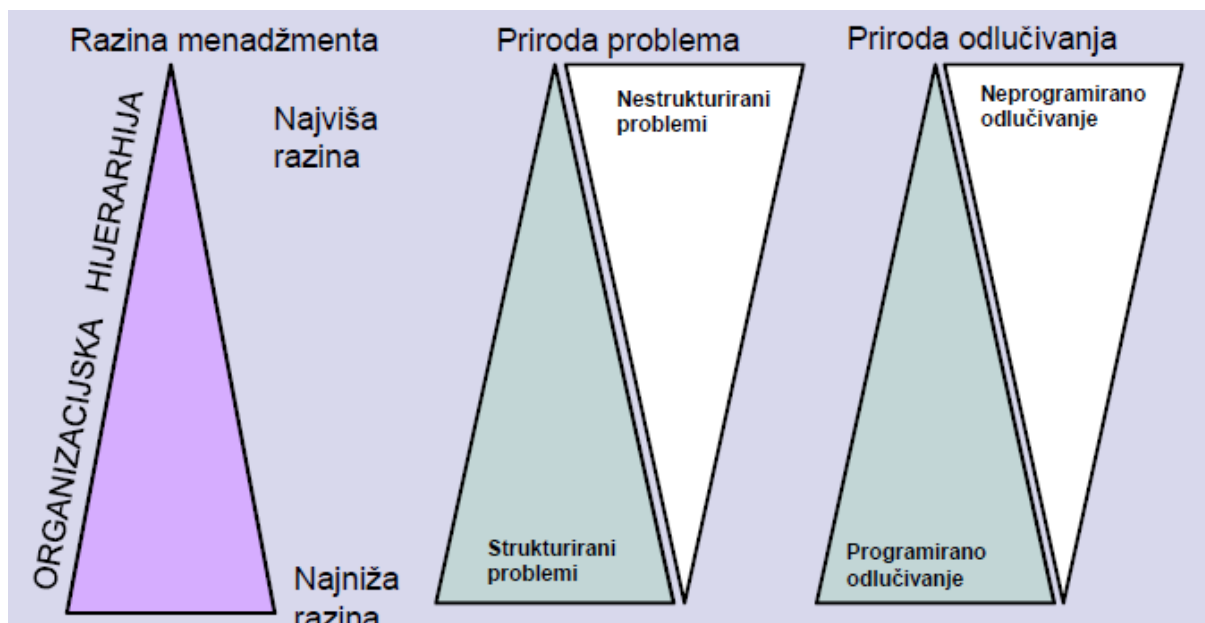 Razina menadžmenta
Priroda problema
Priroda odlučivanja
ORGANIZACIJSKA HIJERARHIJA
Najviša
razina
Nestrukturirani
problemi
Neprogramirano
odlučivanje
Strukturirani
problemi
Programirano
odlučivanje
Najniža
razina